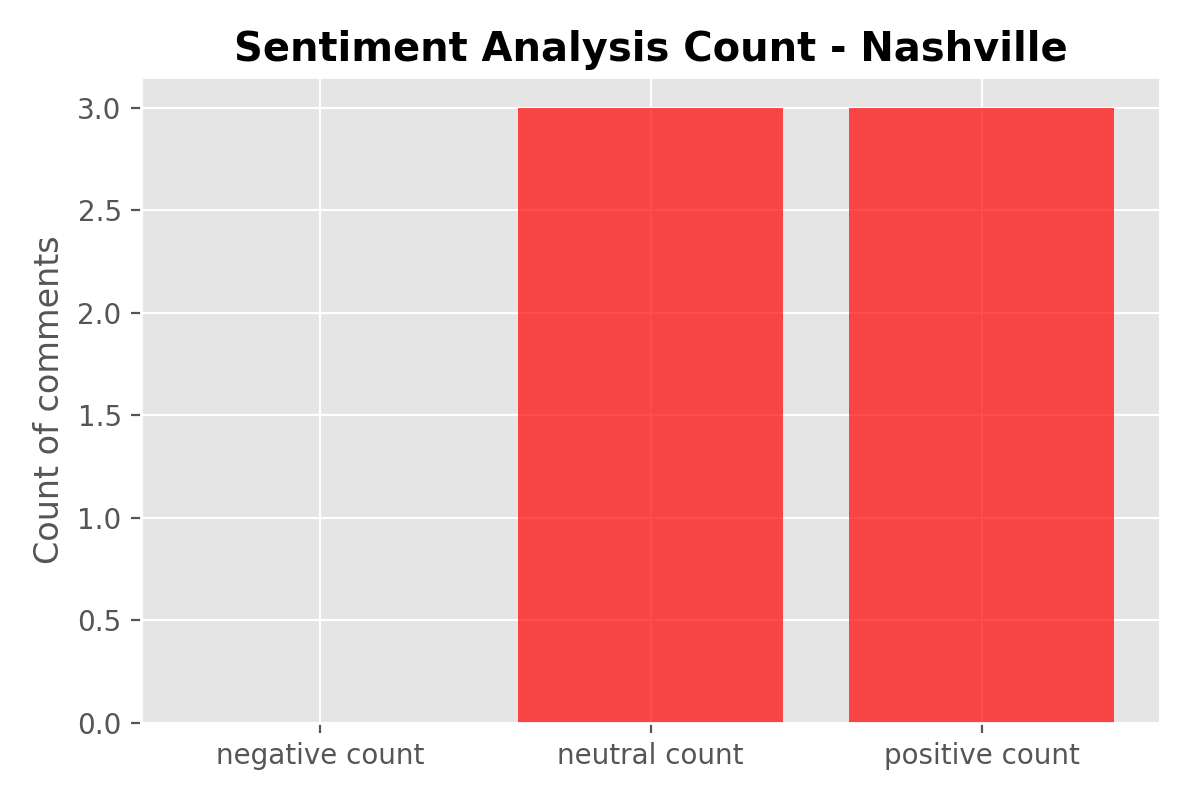 Sentiment Analysis Count - Nashville
Count of comments
3.0
2.5
2.0
1.5
1.0
0.5
0.0
negative count
neutral count
positive count